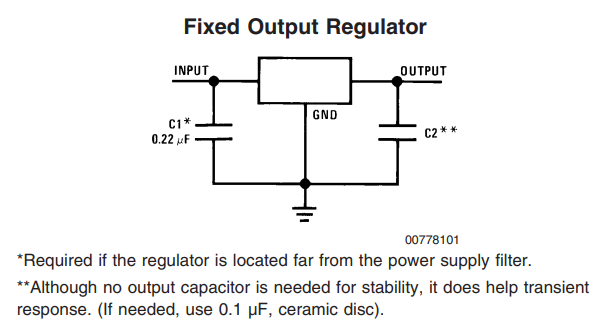 Fixed Output Regulator
INPUT
OUTPUT
GND
C1*
0.22 μF
C2**
00778101
*Required if the regulator is located far from the power supply filter.
**Although no output capacitor is needed for stability, it does help transient
response. (If needed, use 0.1 μF, ceramic disc).